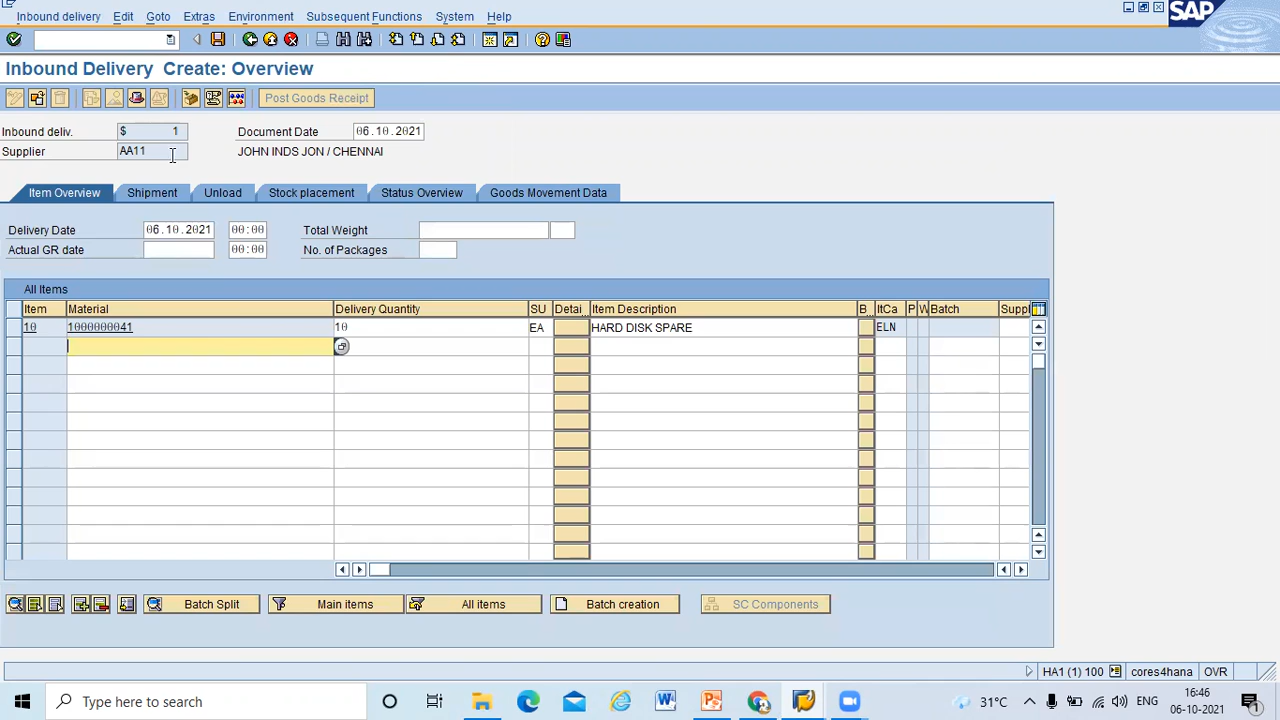 Inbound delivery Edit Goto Extras Environment Subsequent Functions System Help
SAP
Inbound Delivery Create: Overview
Post Goods Receipt
Inbound deliv. $ 1 Document Date 06.10.2021
Supplier AA11 JOHN INDS JON / CHENNAI
Item Overview Shipment Unload Stock placement Status Overview Goods Movement Data
Delivery Date 06.10.2021 00:00 Total Weight
Actual GR date 00:00 No. of Packages
All Items
Item Material Delivery Quantity SU Detai... Item Description B... ItCa P W Batch Suppl
10 1000000041 10 EA HARD DISK SPARE ELN
Batch Split Main items All items Batch creation SC Components
HA1 (1) 100 cores4hana OVR
Type here to search 31°C ENG 16:46
06-10-2021